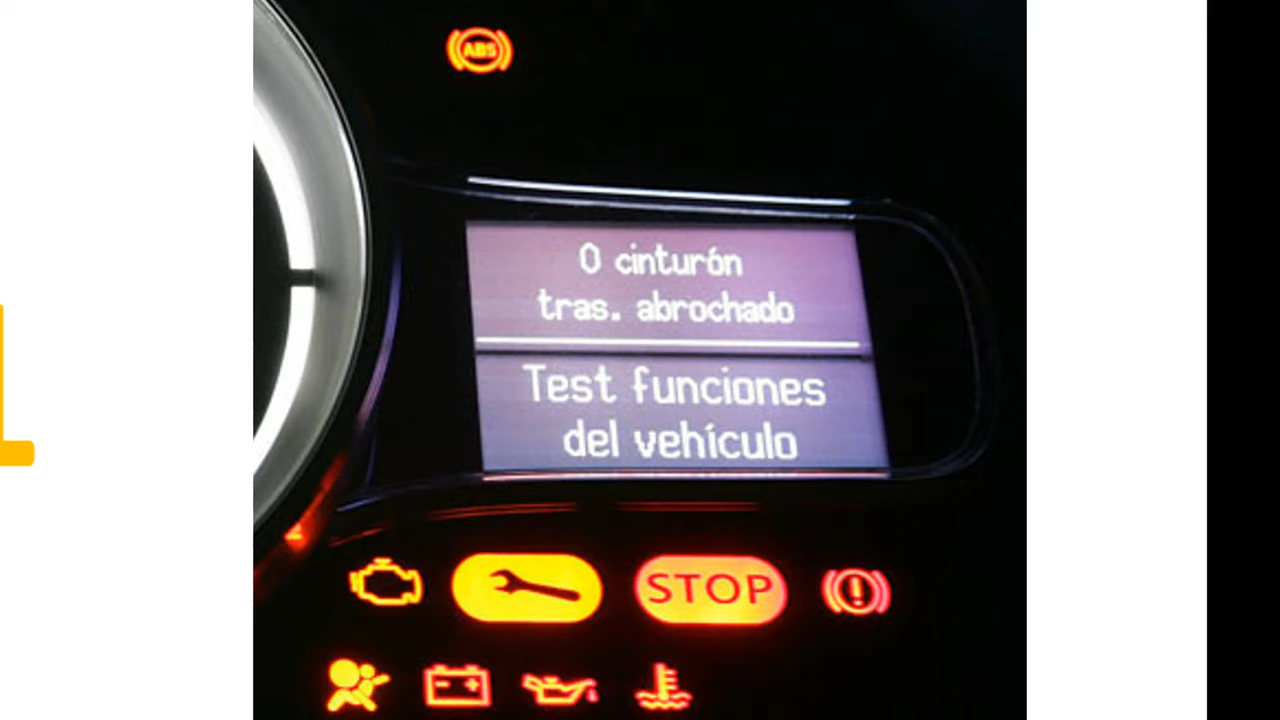 ABS
0 cinturón
tras. abrochado
Test funciones
del vehículo
STOP